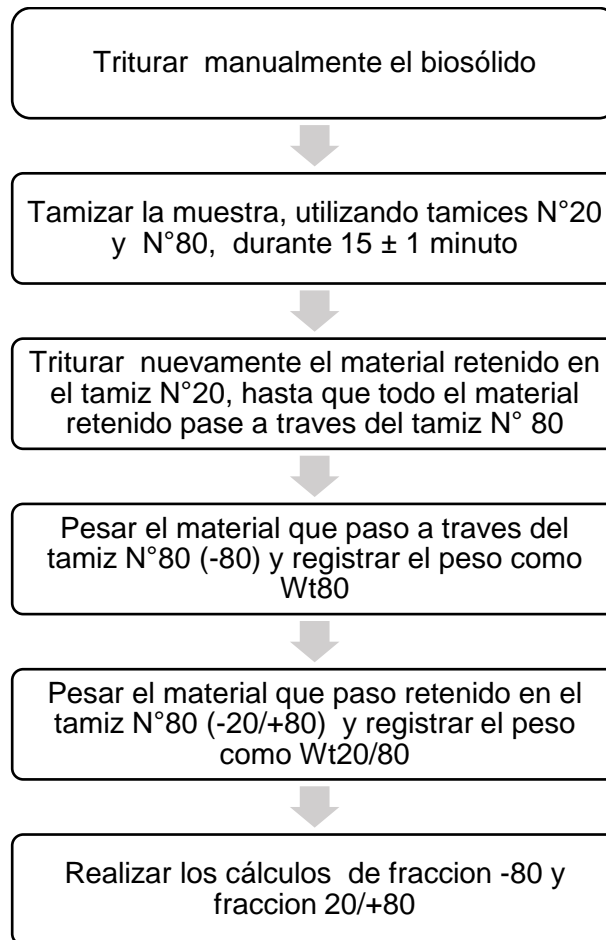 Triturar manualmente el biosólido
Tamizar la muestra, utilizando tamices N°20
y N°80, durante 15 ± 1 minuto
Triturar nuevamente el material retenido en
el tamiz N°20, hasta que todo el material
retenido pase a traves del tamiz N° 80
Pesar el material que paso a traves del
tamiz N°80 (-80) y registrar el peso como
Wt80
Pesar el material que paso retenido en el
tamiz N°80 (-20/+80) y registrar el peso
como Wt20/80
Realizar los cálculos de fraccion -80 y
fraccion 20/+80